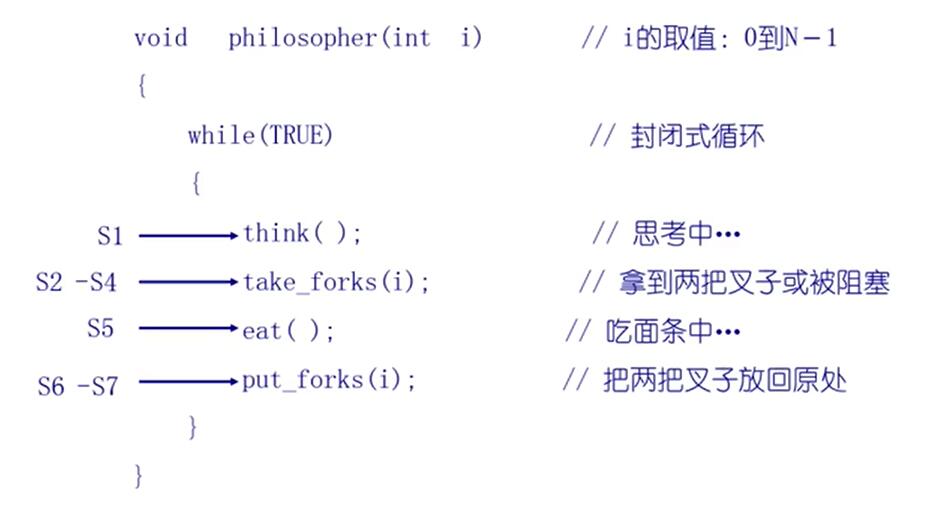 void philosopher(int i) // i的取值: 0到N-1
{
while(TRUE) // 封闭式循环
{
S1 think( ); // 思考中…
S2 -S4 take_forks(i); // 拿到两把叉子或被阻塞
S5 eat( ); // 吃面条中…
S6 -S7 put_forks(i); // 把两把叉子放回原处
}
}